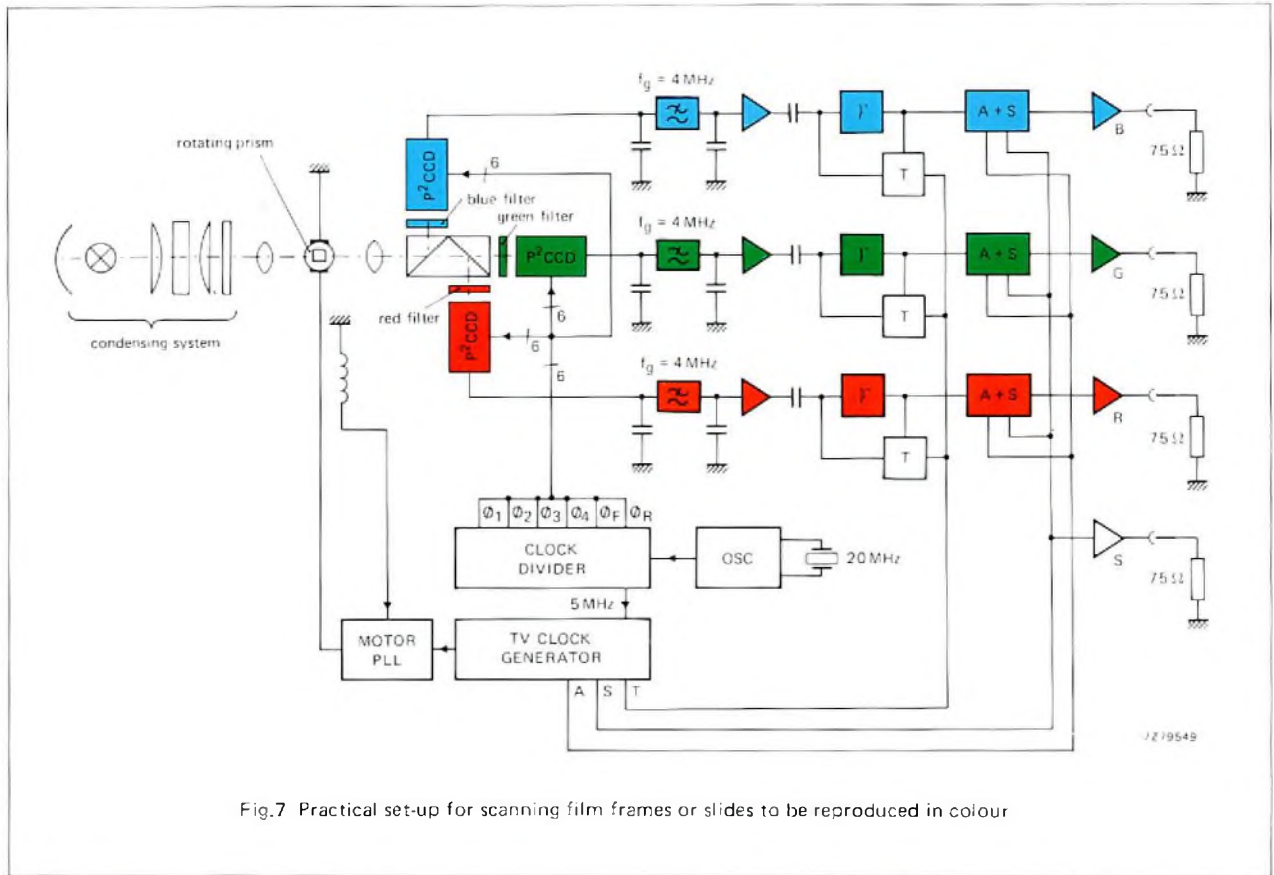 f_g = 4 MHz
rotating prism
P²CCD
6
A + S
B
75 Ω
T
blue filter
green filter
f_g = 4 MHz
P²CCD
A + S
G
75 Ω
T
6
red filter
condensing system
P²CCD
6
6
f_g = 4 MHz
A + S
R
75 Ω
T
Ø1 Ø2 Ø3 Ø4 ØF ØR
CLOCK
DIVIDER
OSC
20 MHz
S
75 Ω
5 MHz
MOTOR
PLL
TV CLOCK
GENERATOR
A S T
7Z79549
Fig.7 Practical set-up for scanning film frames or slides to be reproduced in colour